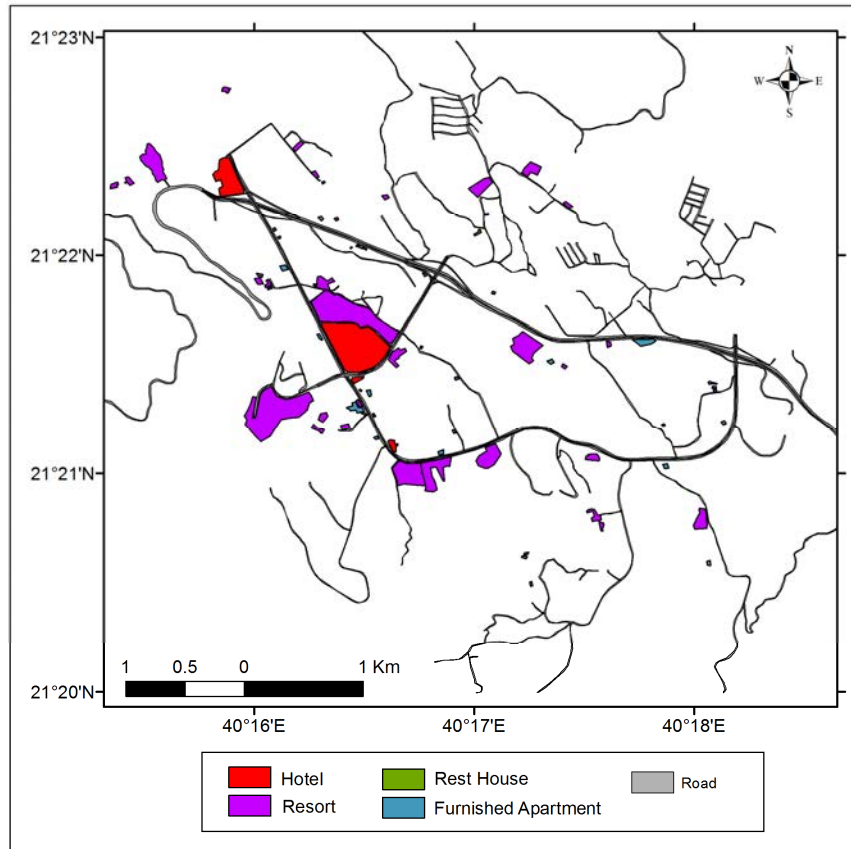 21°23'N
N
W E
S
21°22'N
21°21'N
1 0.5 0 1 Km
21°20'N
40°16'E 40°17'E 40°18'E
Hotel Rest House Road
Resort Furnished Apartment